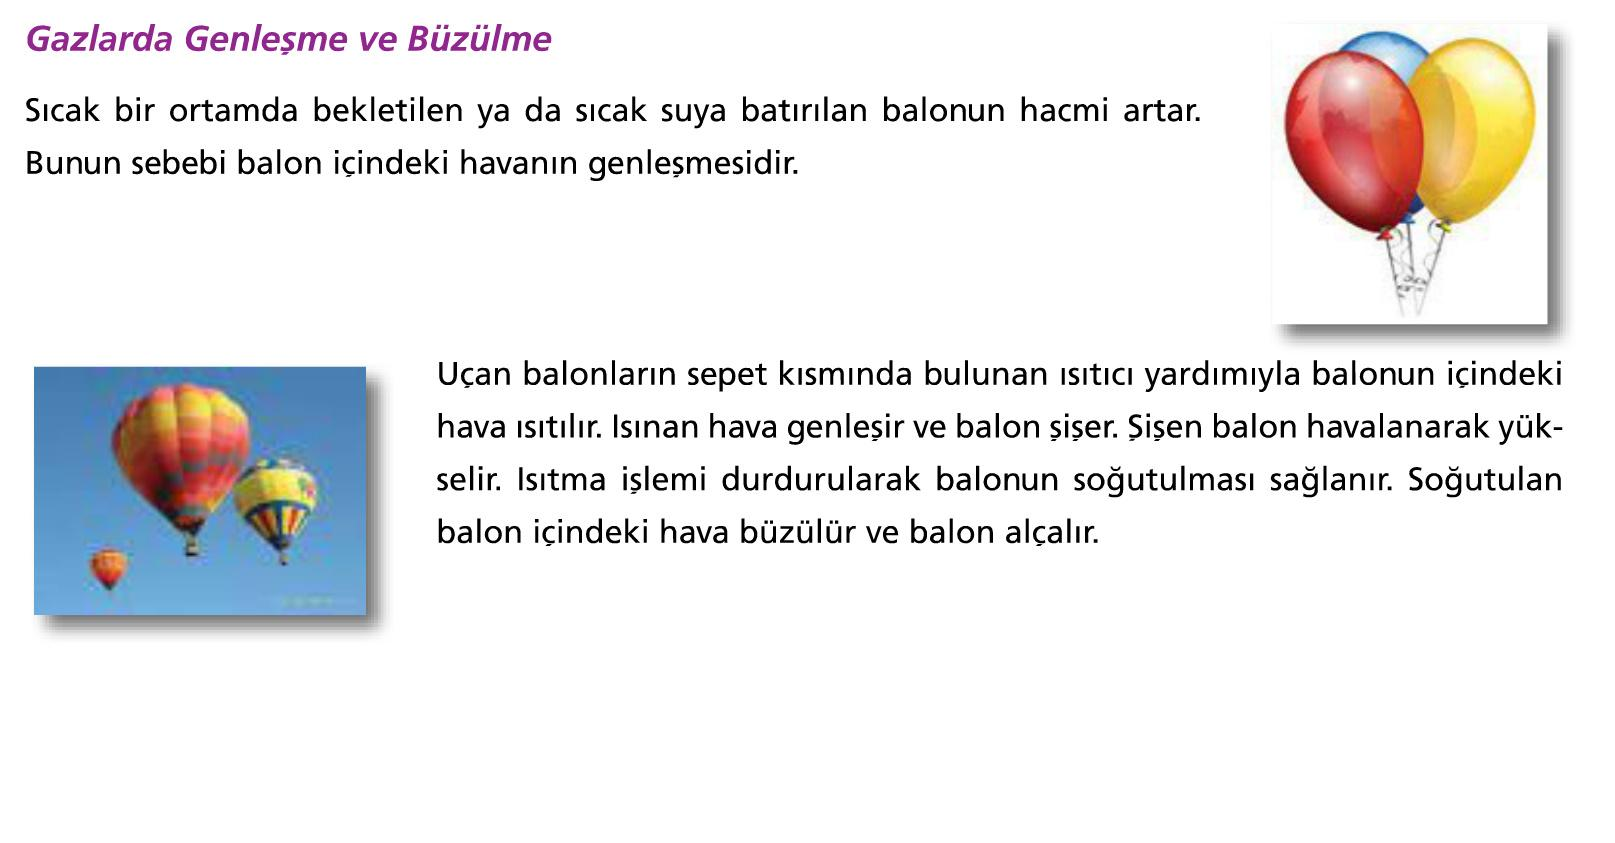 Gazlarda Genleşme ve Büzülme
Sıcak bir ortamda bekletilen ya da sıcak suya batırılan balonun hacmi artar.
Bunun sebebi balon içindeki havanın genleşmesidir.
Uçan balonların sepet kısmında bulunan ısıtıcı yardımıyla balonun içindeki
hava ısıtılır. Isınan hava genleşir ve balon şişer. Şişen balon havalanarak yük-
selir. Isıtma işlemi durdurularak balonun soğutulması sağlanır. Soğutulan
balon içindeki hava büzülür ve balon alçalır.